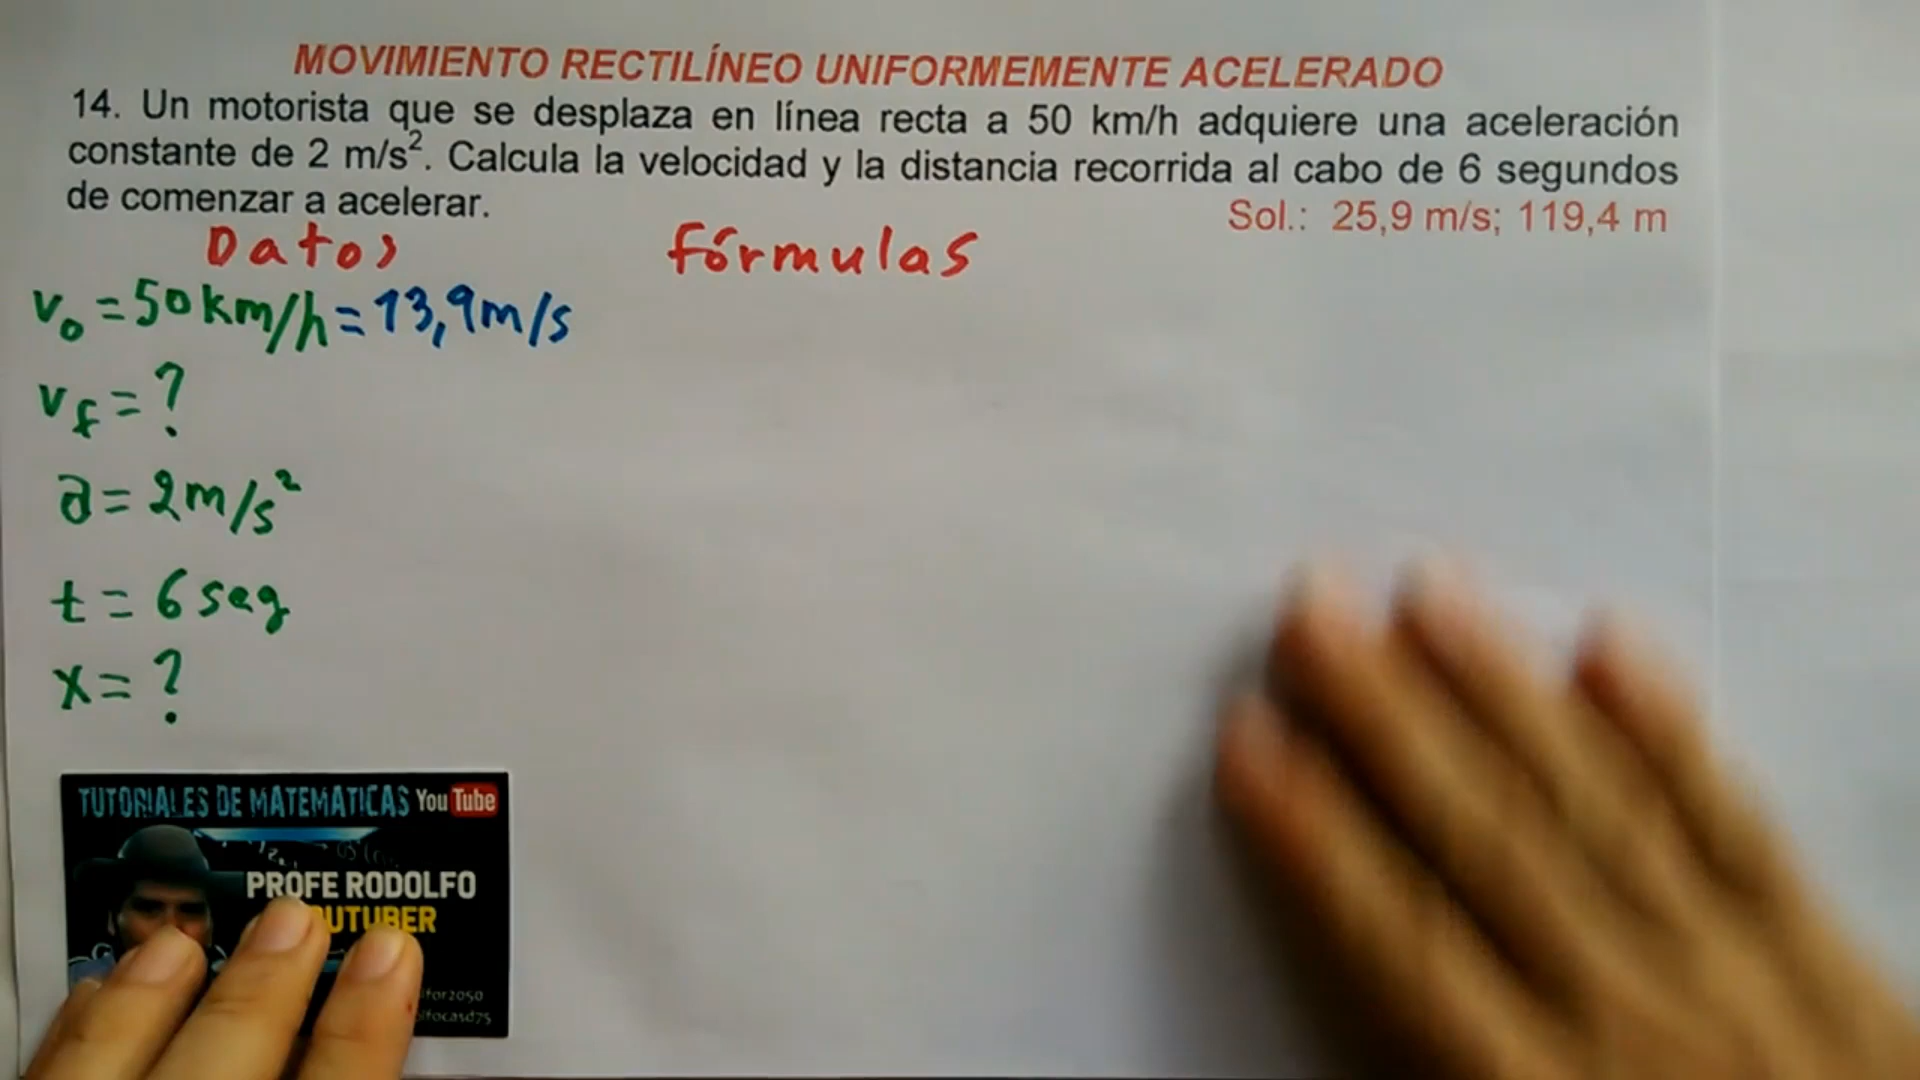 MOVIMIENTO RECTILÍNEO UNIFORMEMENTE ACELERADO
14. Un motorista que se desplaza en línea recta a 50 km/h adquiere una aceleración
constante de 2 m/s². Calcula la velocidad y la distancia recorrida al cabo de 6 segundos
de comenzar a acelerar.
Sol.: 25,9 m/s; 119,4 m
Datos
Fórmulas
v₀ = 50 km/h = 13,9 m/s
v_f = ?
a = 2 m/s²
t = 6 seg
x = ?
TUTORIALES DE MATEMATICAS YouTube
PROFE RODOLFO